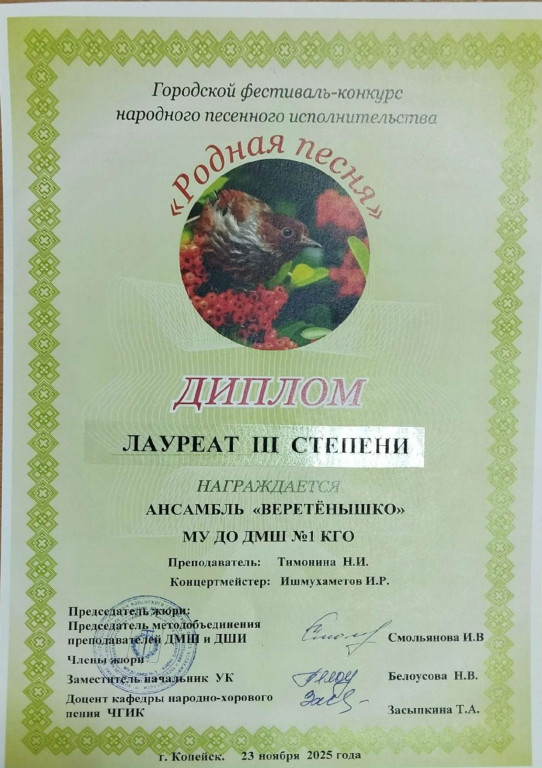 Городской фестиваль-конкурс
народного песенного исполнительства
«Родная песня»
ДИПЛОМ
ЛАУРЕАТ III СТЕПЕНИ
НАГРАЖДАЕТСЯ
АНСАМБЛЬ «ВЕРЕТЁНЫШКО»
МУ ДО ДМШ №1 КГО
Преподаватель: Тимонина Н.И.
Концертмейстер: Ишмухаметов И.Р.
Председатель жюри:
Председатель методобъединения
преподавателей ДМШ и ДШИ Смольянова И.В
Члены жюри
Заместитель начальник УК Белоусова Н.В.
Доцент кафедры народно-хорового
пения ЧГИК Засыпкина Т.А.
г. Копейск. 23 ноября 2025 года